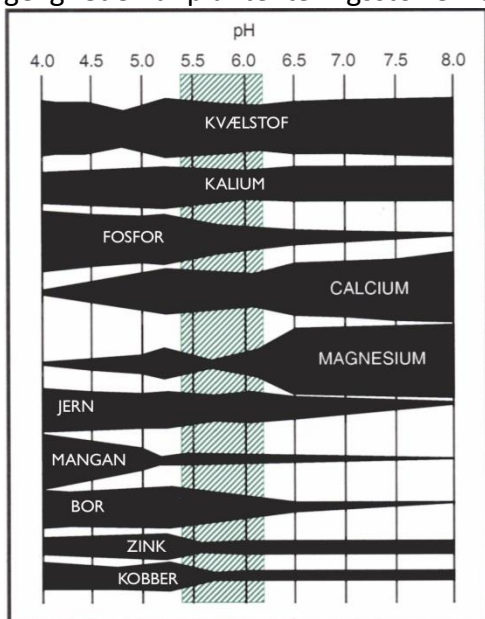 pH
4.0 4.5 5.0 5.5 6.0 6.5 7.0 7.5 8.0
KVÆLSTOF
KALIUM
FOSFOR
CALCIUM
MAGNESIUM
JERN
MANGAN
BOR
ZINK
KOBBER